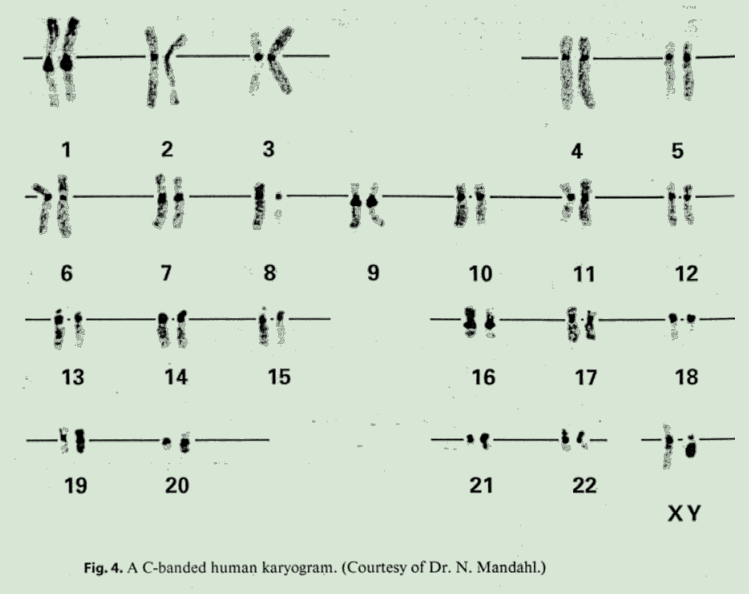 1 2 3 4 5
6 7 8 9 10 11 12
13 14 15 16 17 18
19 20 21 22 X Y
Fig. 4. A C-banded human karyogram. (Courtesy of Dr. N. Mandahl.)